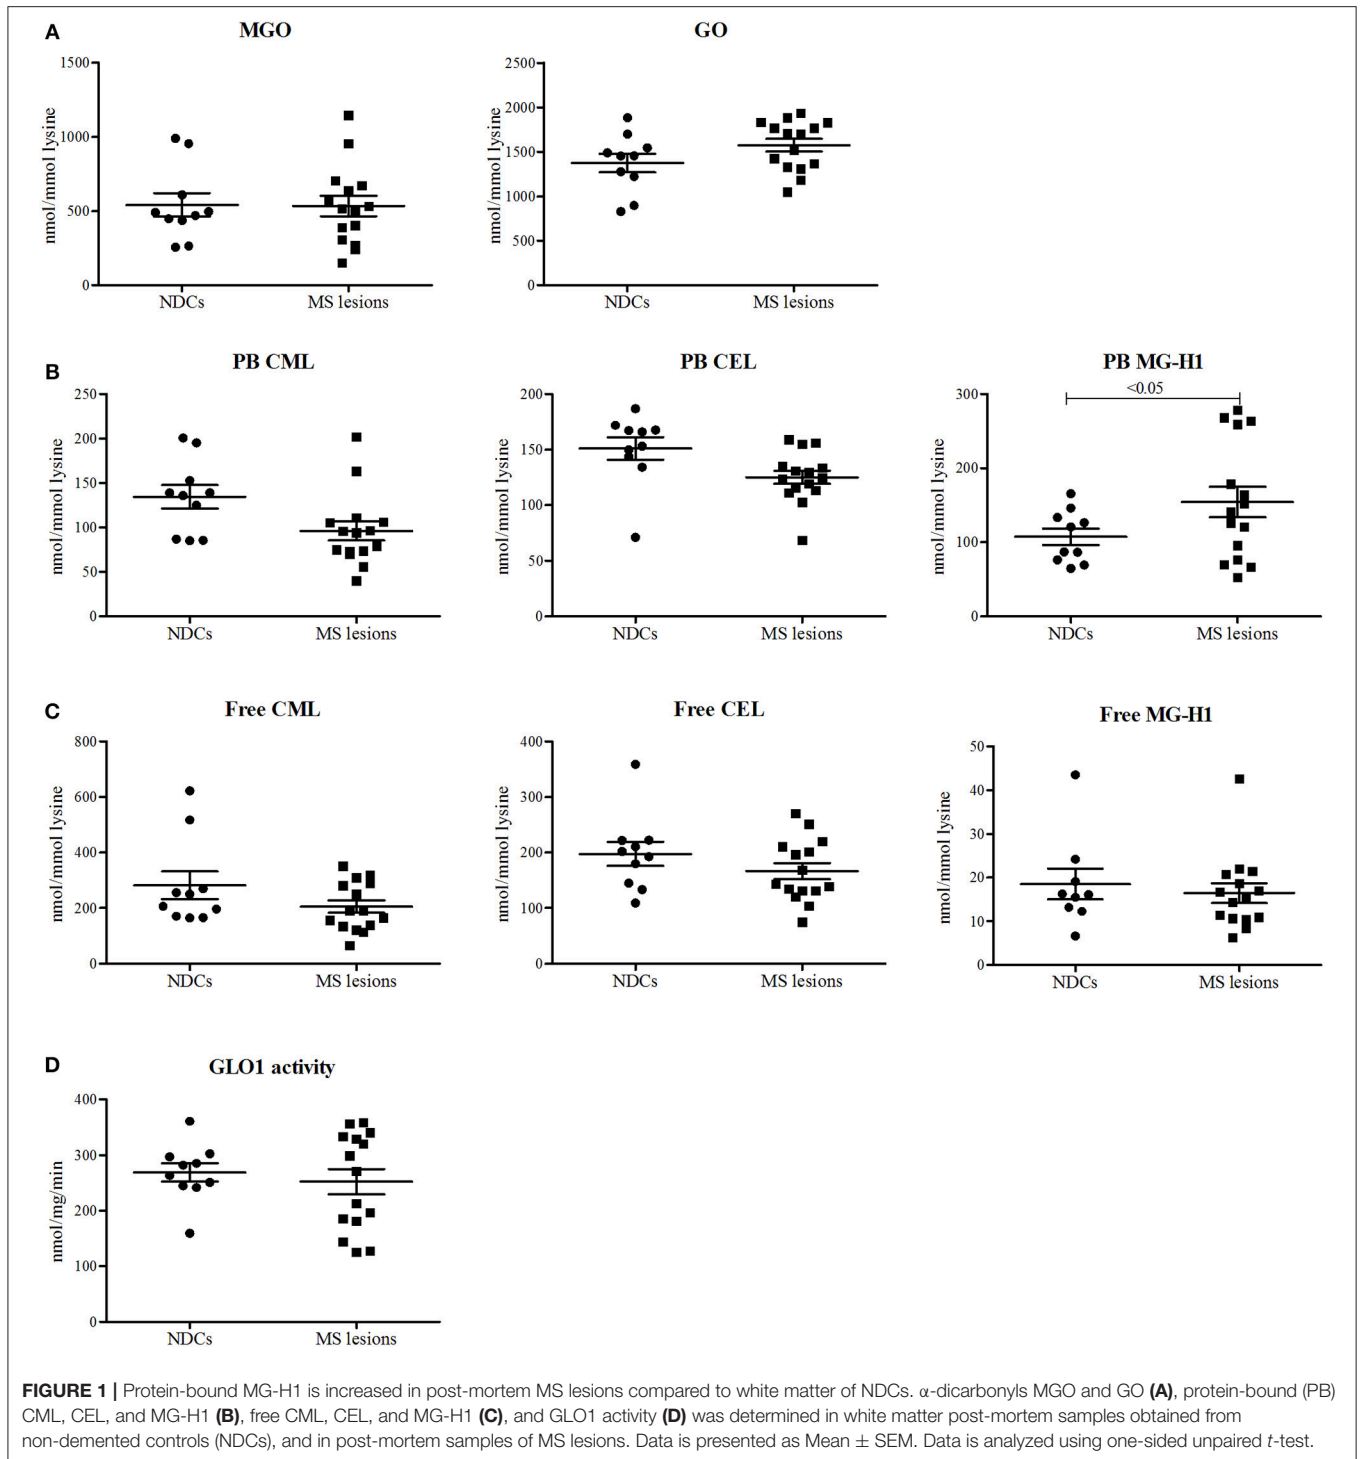 A
MGO
GO
nmol/mmol lysine
1500
1000
500
0
NDCs
MS lesions
nmol/mmol lysine
2500
2000
1500
1000
500
0
NDCs
MS lesions
B
PB CML
PB CEL
PB MG-H1
nmol/mmol lysine
250
200
150
100
50
0
NDCs
MS lesions
nmol/mmol lysine
200
150
100
50
0
NDCs
MS lesions
nmol/mmol lysine
<0.05
300
200
100
0
NDCs
MS lesions
C
Free CML
Free CEL
Free MG-H1
nmol/mmol lysine
800
600
400
200
0
NDCs
MS lesions
nmol/mmol lysine
400
300
200
100
0
NDCs
MS lesions
nmol/mmol lysine
50
40
30
20
10
0
NDCs
MS lesions
D
GLO1 activity
nmol/mg/min
400
300
200
100
0
NDCs
MS lesions
FIGURE 1 | Protein-bound MG-H1 is increased in post-mortem MS lesions compared to white matter of NDCs. α-dicarbonyls MGO and GO (A), protein-bound (PB)
CML, CEL, and MG-H1 (B), free CML, CEL, and MG-H1 (C), and GLO1 activity (D) was determined in white matter post-mortem samples obtained from
non-demented controls (NDCs), and in post-mortem samples of MS lesions. Data is presented as Mean ± SEM. Data is analyzed using one-sided unpaired t-test.